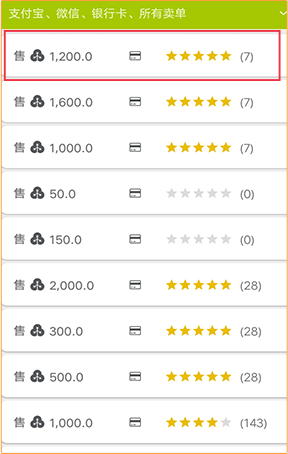 支付宝、微信、银行卡、所有卖单
售 1,200.0 (7)
售 1,600.0 (7)
售 1,000.0 (7)
售 50.0 (0)
售 150.0 (0)
售 2,000.0 (28)
售 300.0 (28)
售 500.0 (28)
售 1,000.0 (143)